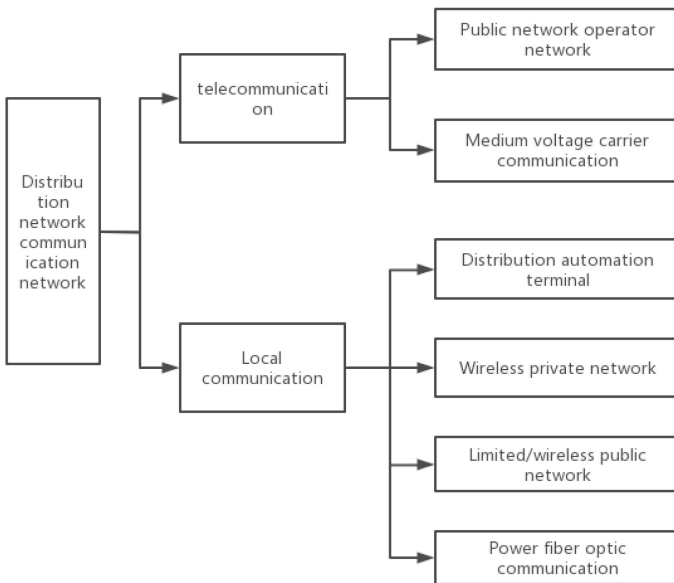 Distribu
tion
network
commun
ication
network
telecommunicati
on
Local
communication
Public network operator
network
Medium voltage carrier
communication
Distribution automation
terminal
Wireless private network
Limited/wireless public
network
Power fiber optic
communication